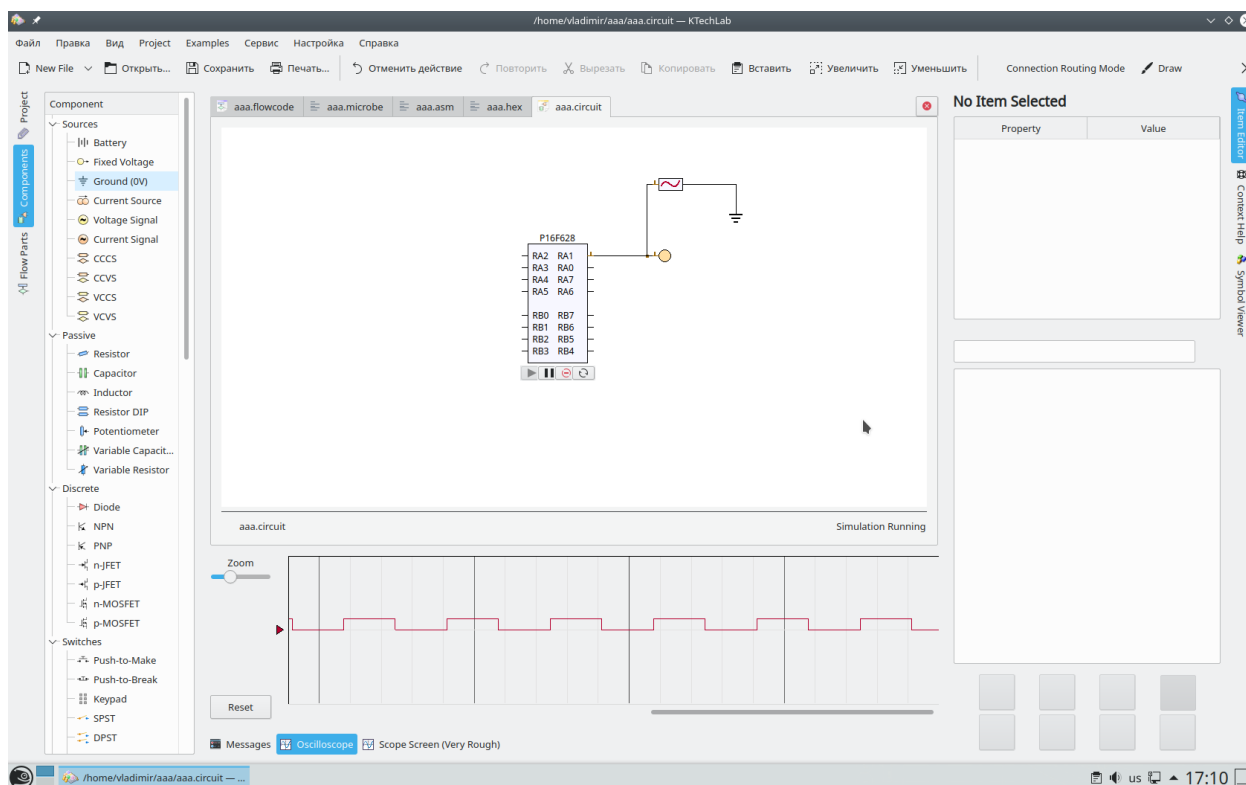 /home/vladimir/aaa/aaa.circuit — KTechLab
Файл Правка Вид Project Examples Сервис Настройка Справка
New File Открыть... Сохранить Печать... Отменить действие Повторить Вырезать Копировать Вставить Увеличить Уменьшить Connection Routing Mode Draw
Project
Components
Flow Parts
Component
Sources
Battery
Fixed Voltage
Ground (0V)
Current Source
Voltage Signal
Current Signal
CCCS
CCVS
VCCS
VCVS
Passive
Resistor
Capacitor
Inductor
Resistor DIP
Potentiometer
Variable Capacit...
Variable Resistor
Discrete
Diode
NPN
PNP
n-JFET
p-JFET
n-MOSFET
p-MOSFET
Switches
Push-to-Make
Push-to-Break
Keypad
SPST
DPST
aaa.flowcode aaa.microbe aaa.asm aaa.hex aaa.circuit
P16F628
RA2 RA1
RA3 RA0
RA4 RA7
RA5 RA6
RB0 RB7
RB1 RB6
RB2 RB5
RB3 RB4
aaa.circuit Simulation Running
Zoom
Reset
Messages Oscilloscope Scope Screen (Very Rough)
No Item Selected
Property Value
Item Editor
Context Help
Symbol Viewer
/home/vladimir/aaa/aaa.circuit — ...
us 17:10